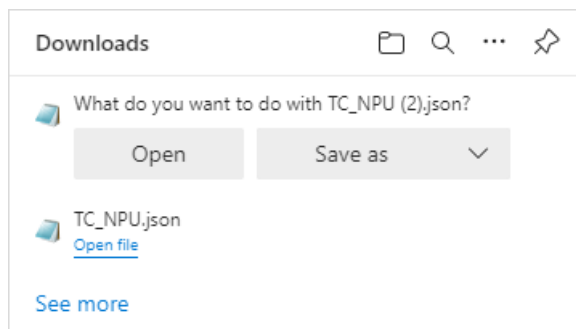 Downloads
What do you want to do with TC_NPU (2).json?
Open
Save as
TC_NPU.json
Open file
See more